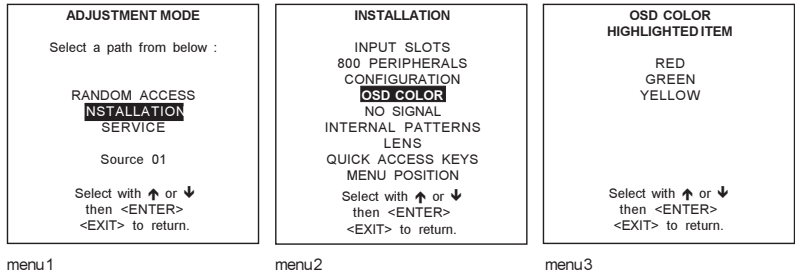 ADJUSTMENT MODE
Select a path from below :
RANDOM ACCESS
NSTALLATION
SERVICE
Source 01
Select with ↑ or ↓
then <ENTER>
<EXIT> to return.
menu1
INSTALLATION
INPUT SLOTS
800 PERIPHERALS
CONFIGURATION
OSD COLOR
NO SIGNAL
INTERNAL PATTERNS
LENS
QUICK ACCESS KEYS
MENU POSITION
Select with ↑ or ↓
then <ENTER>
<EXIT> to return.
menu2
OSD COLOR
HIGHLIGHTED ITEM
RED
GREEN
YELLOW
Select with ↑ or ↓
then <ENTER>
<EXIT> to return.
menu3